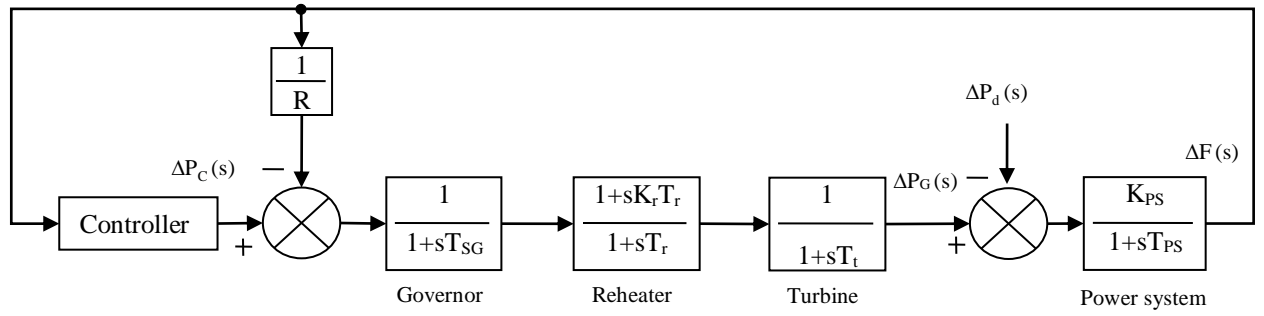 1
R
ΔP_d(s)
ΔP_C(s)
−
ΔP_G(s)
−
ΔF(s)
Controller
+
1
1+sT_SG
1+sK_rT_r
1+sT_r
1
1+sT_t
+
K_PS
1+sT_PS
Governor
Reheater
Turbine
Power system